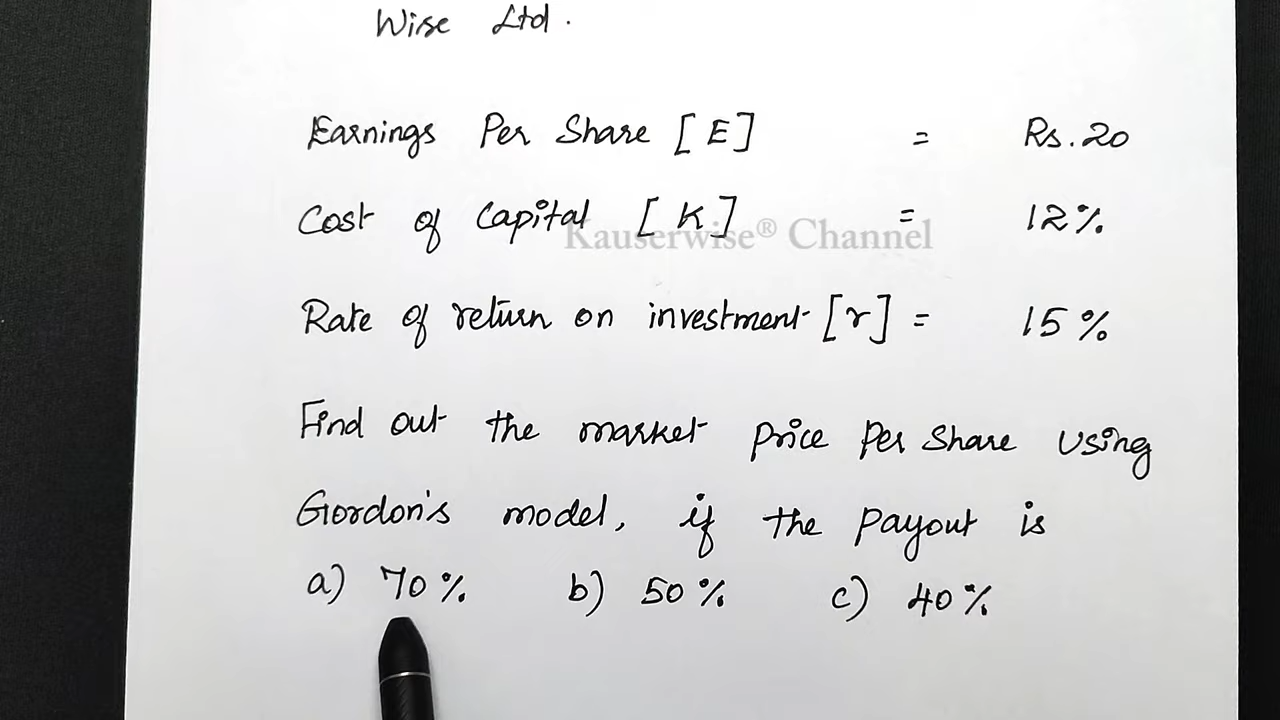 Wise Ltd.
Earnings Per Share [E] = Rs.20
Cost of Capital [K] = 12%
Kauserwise® Channel
Rate of return on investment [r] = 15%
Find out the market price per share using
Gordon's model, if the payout is
a) 70% b) 50% c) 40%